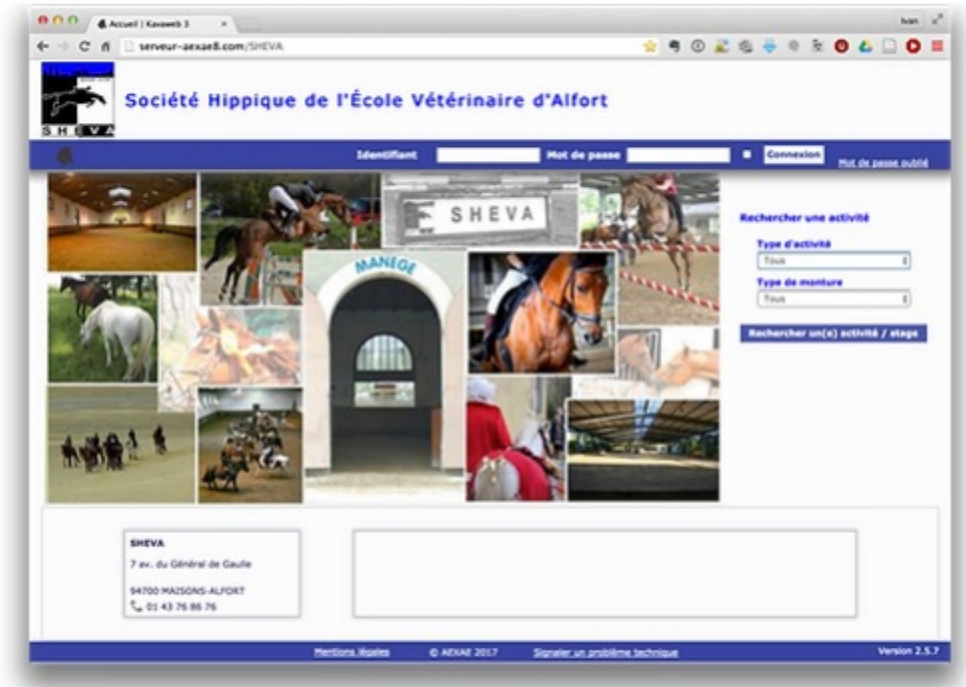 Accueil | Kavaweb 3
Ivan
serveur-aexae8.com/SHEVA
SHEVA
Société Hippique de l'École Vétérinaire d'Alfort
Identifiant
Mot de passe
Connexion
Mot de passe oublié
SHEVA
MANEGE
Rechercher une activité
Type d'activité
Tous
Type de monture
Tous
Rechercher un(e) activité / stage
SHEVA
7 av. du Général de Gaulle
94700 MAISONS-ALFORT
01 43 76 86 76
Mentions légales
© AEXAE 2017
Signaler un problème technique
Version 2.5.7